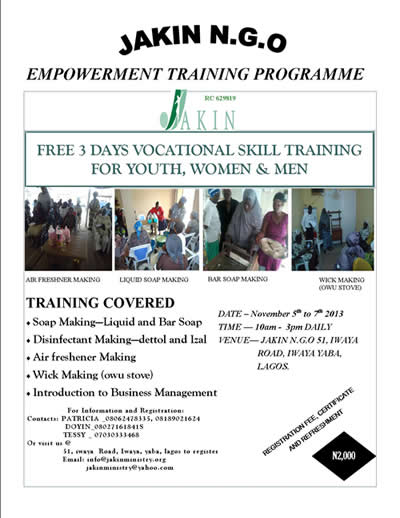 JAKIN N.G.O
EMPOWERMENT TRAINING PROGRAMME
RC 629819
JAKIN
FREE 3 DAYS VOCATIONAL SKILL TRAINING
FOR YOUTH, WOMEN & MEN
AIR FRESHNER MAKING
LIQUID SOAP MAKING
BAR SOAP MAKING
WICK MAKING
(OWU STOVE)
TRAINING COVERED
Soap Making—Liquid and Bar Soap
Disinfectant Making—dettol and Izal
Air freshener Making
Wick Making (owu stove)
Introduction to Business Management
DATE – November 5th to 7th 2013
TIME — 10am - 3pm DAILY
VENUE— JAKIN N.G.O 51, IWAYA
ROAD, IWAYA YABA,
LAGOS.
For Information and Registration:
Contacts: PATRICIA _08062478315, 08189021624
DOYIN_08027161841S
TESSY _ 07030333468
Or visit us @
51, iwaya Road, Iwaya, yaba, lagos to register
Email: info@jakinministry.org
jakinministry@yahoo.com
REGISTRATION FEE, CERTIFICATE
AND REFRESHMENT
N2,000